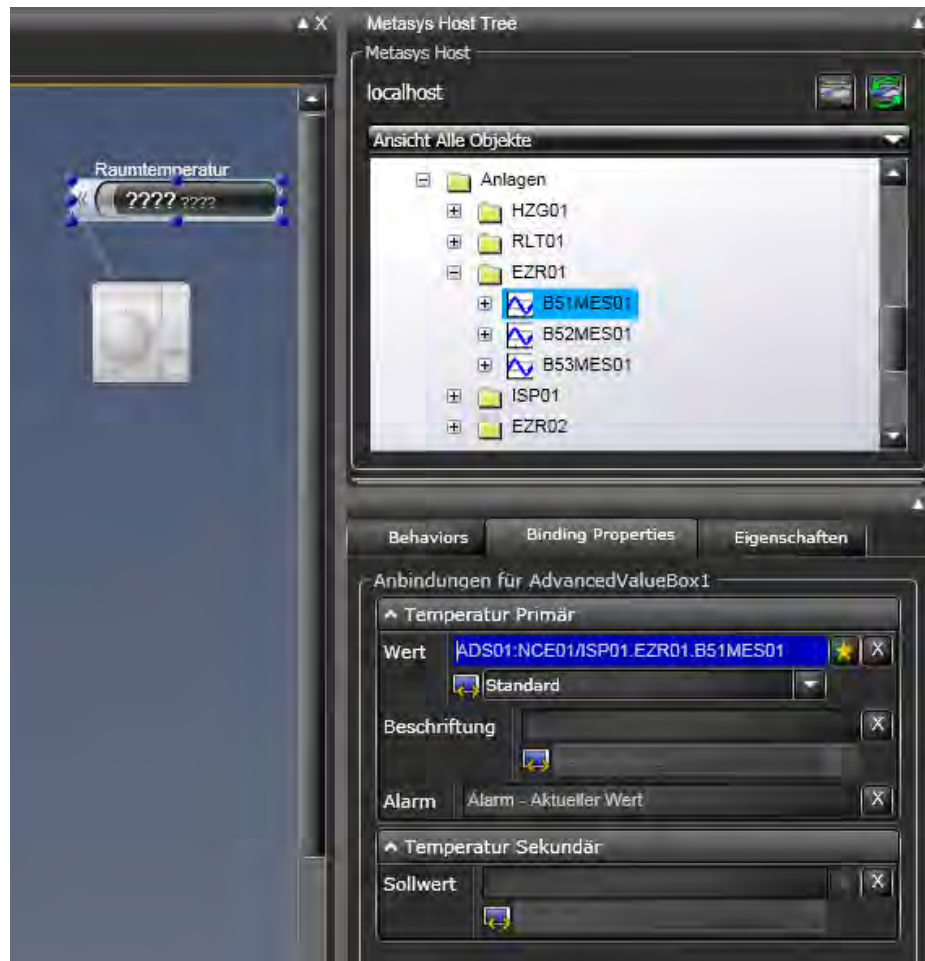 X
Metasys Host Tree
Metasys Host
localhost
Ansicht Alle Objekte
Anlagen
HZG01
RLT01
EZR01
B51MES01
B52MES01
B53MES01
ISP01
EZR02
Raumtemperatur
???? ????
Behaviors Binding Properties Eigenschaften
Anbindungen für AdvancedValueBox1
Temperatur Primär
Wert ADS01:NCE01/ISP01.EZR01.B51MES01 X
Standard
Beschriftung X
Alarm Alarm - Aktueller Wert X
Temperatur Sekundär
Sollwert X